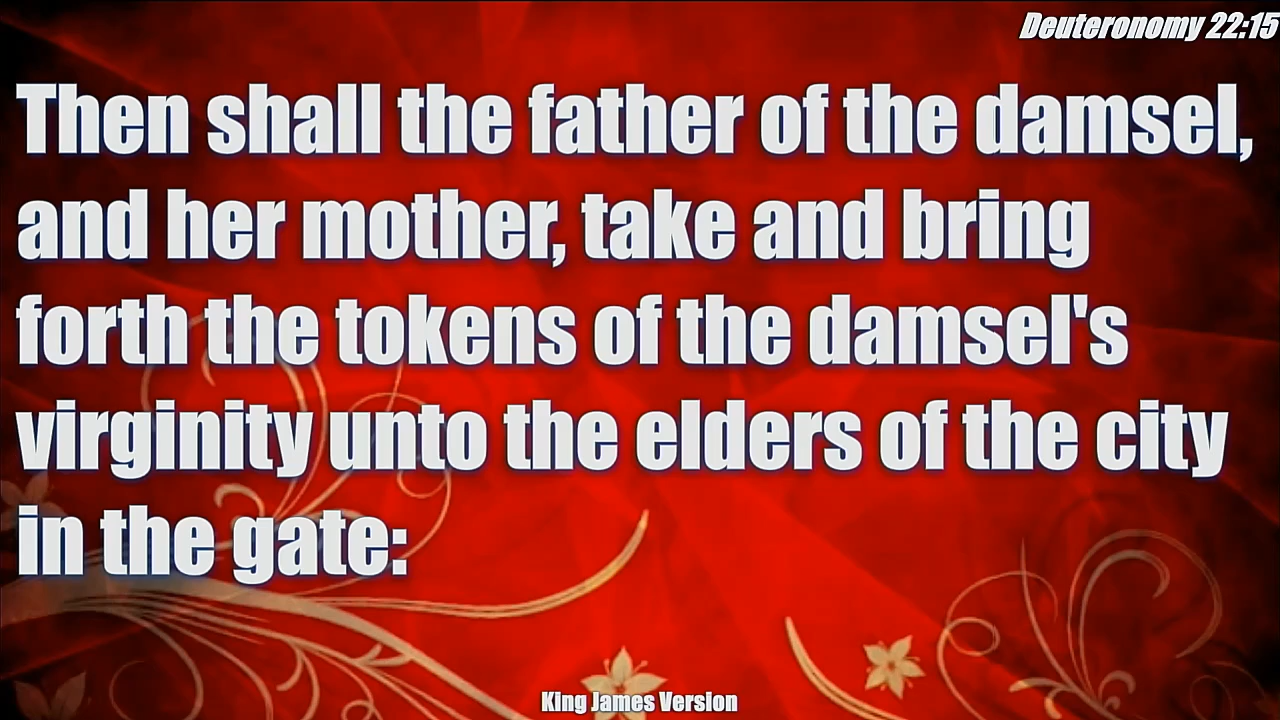 Deuteronomy 22:15
Then shall the father of the damsel,
and her mother, take and bring
forth the tokens of the damsel's
virginity unto the elders of the city
in the gate:
King James Version